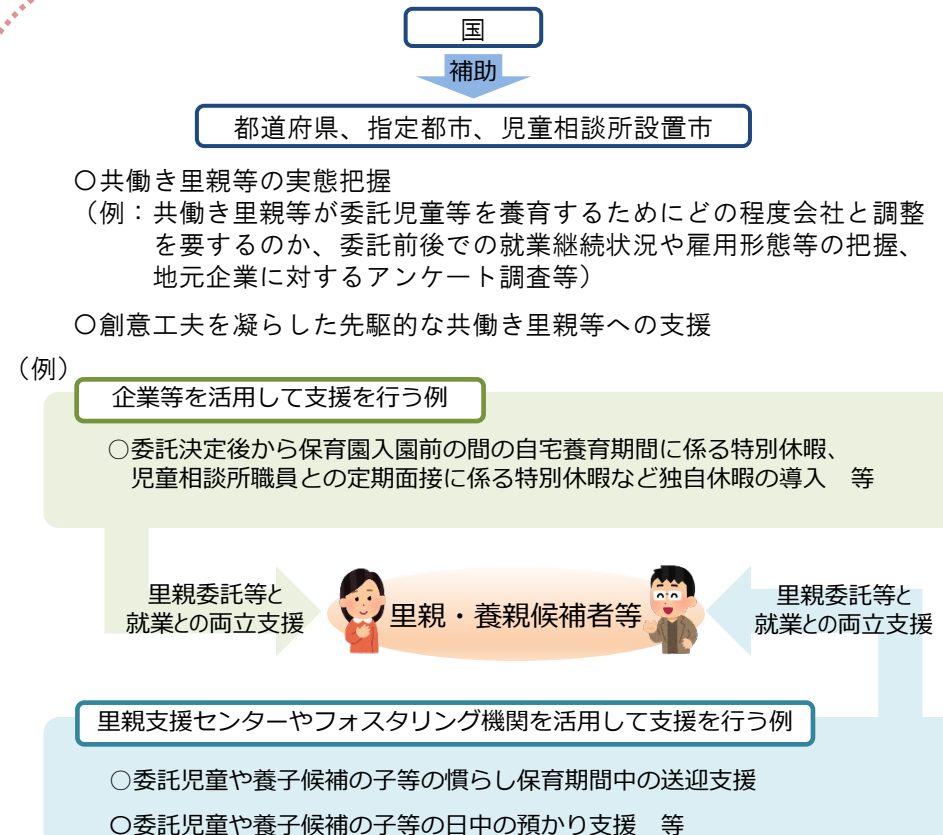 国
補助
都道府県、指定都市、児童相談所設置市
〇共働き里親等の実態把握
（例：共働き里親等が委託児童等を養育するためにどの程度会社と調整
を要するのか、委託前後での就業継続状況や雇用形態等の把握、
地元企業に対するアンケート調査等）
〇創意工夫を凝らした先駆的な共働き里親等への支援
（例）
企業等を活用して支援を行う例
○委託決定後から保育園入園前の間の自宅養育期間に係る特別休暇、
児童相談所職員との定期面接に係る特別休暇など独自休暇の導入　等
里親委託等と
就業との両立支援
里親・養親候補者等
里親委託等と
就業との両立支援
里親支援センターやフォスタリング機関を活用して支援を行う例
○委託児童や養子候補の子等の慣らし保育期間中の送迎支援
〇委託児童や養子候補の子等の日中の預かり支援　等